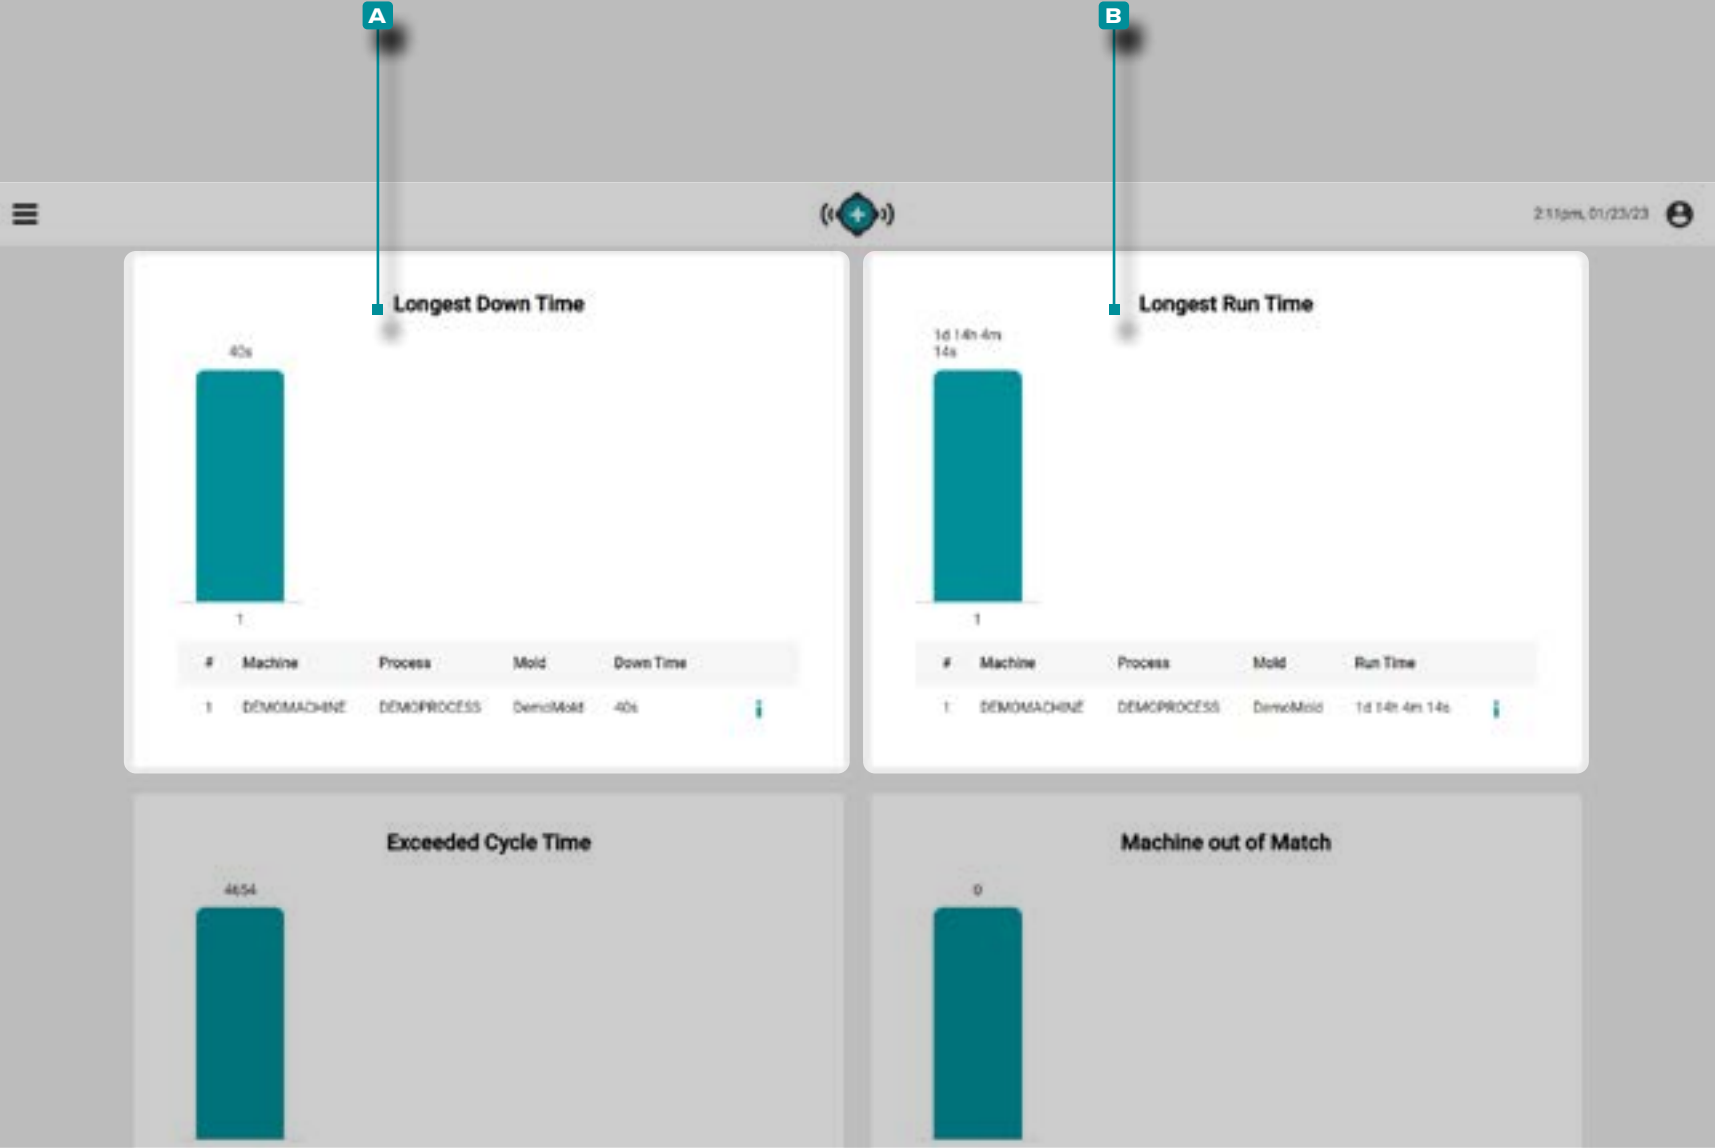 A
B
2:11pm, 01/23/23
Longest Down Time
40s
1
# Machine Process Mold Down Time
1 DEMOMACHINE DEMOPROCESS DemoMold 40s
Longest Run Time
1d 14h 4m
14s
1
# Machine Process Mold Run Time
1 DEMOMACHINE DEMOPROCESS DemoMold 1d 14h 4m 14s
Exceeded Cycle Time
4654
Machine out of Match
0